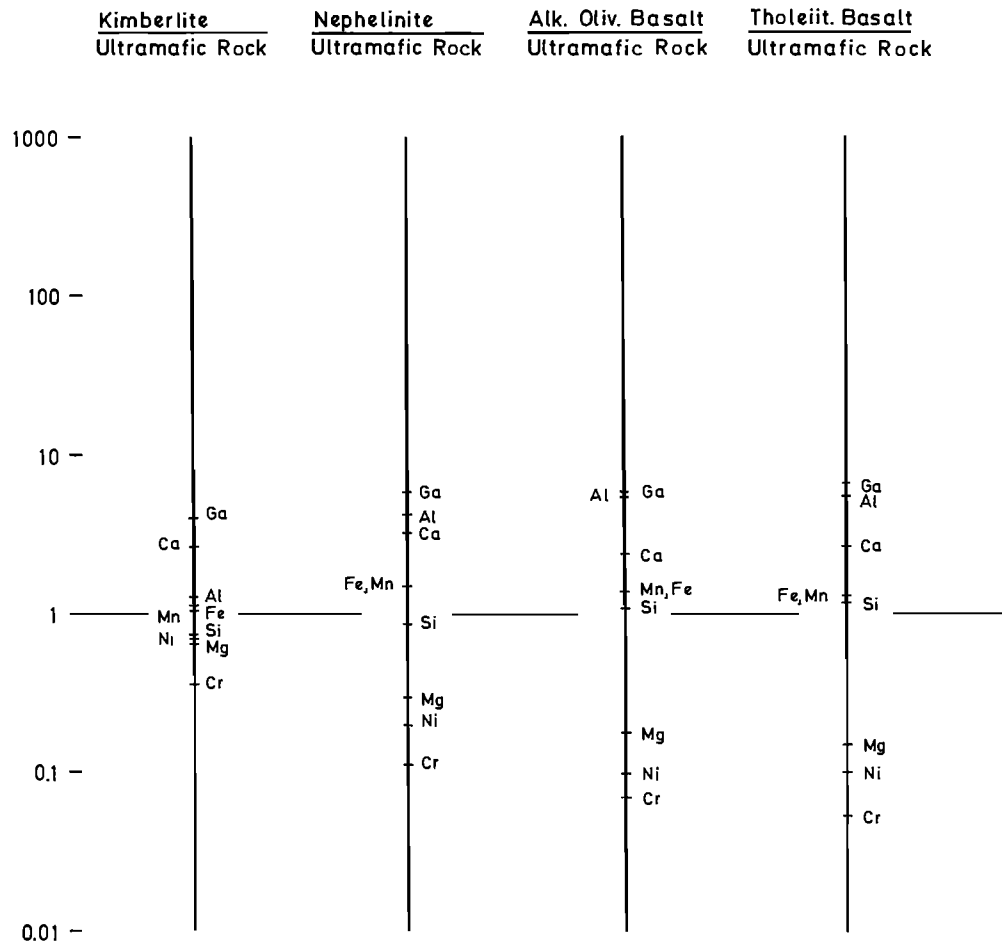 Kimberlite Nephelinite Alk. Oliv. Basalt Tholeiit. Basalt
Ultramafic Rock Ultramafic Rock Ultramafic Rock Ultramafic Rock
1000
100
10
1
0.1
0.01
Ga
Ca
Al
Mn Fe
Si
Ni
Mg
Cr
Ga
Al
Ca
Fe,Mn
Si
Mg
Ni
Cr
Al Ga
Ca
Mn,Fe
Si
Mg
Ni
Cr
Ga
Al
Ca
Fe,Mn
Si
Mg
Ni
Cr